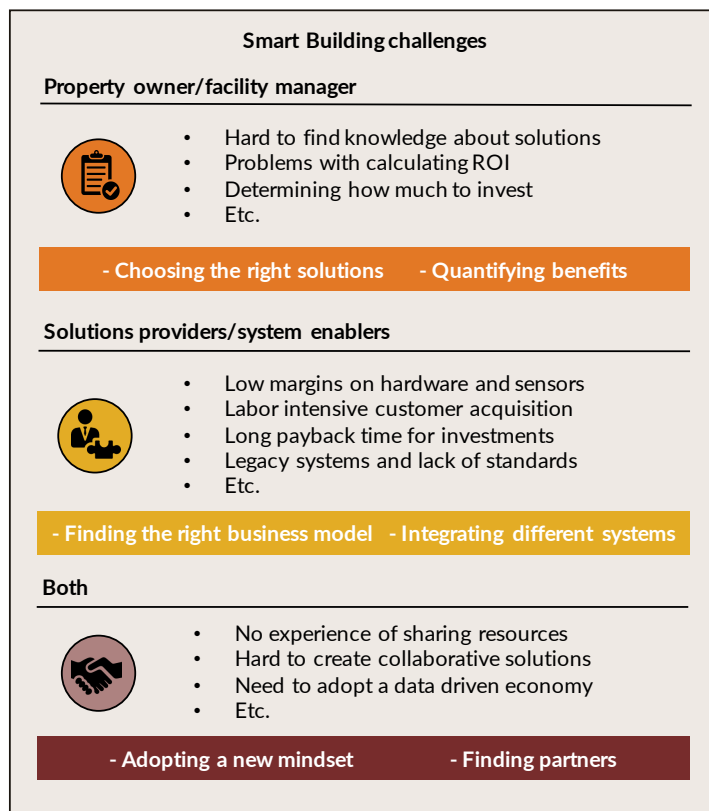 Smart Building challenges
Property owner/facility manager
• Hard to find knowledge about solutions
• Problems with calculating ROI
• Determining how much to invest
• Etc.
- Choosing the right solutions - Quantifying benefits
Solutions providers/system enablers
• Low margins on hardware and sensors
• Labor intensive customer acquisition
• Long payback time for investments
• Legacy systems and lack of standards
• Etc.
- Finding the right business model - Integrating different systems
Both
• No experience of sharing resources
• Hard to create collaborative solutions
• Need to adopt a data driven economy
• Etc.
- Adopting a new mindset - Finding partners